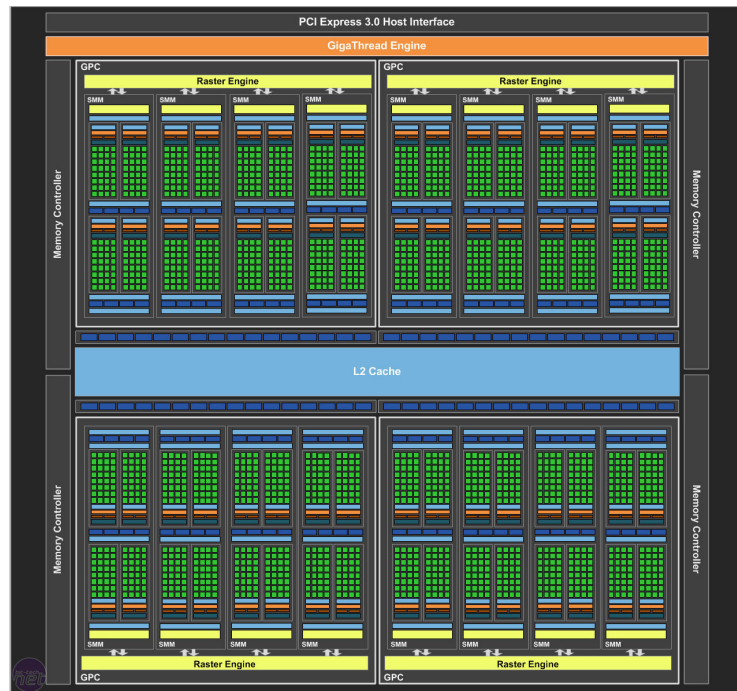 PCI Express 3.0 Host Interface
GigaThread Engine
GPC
GPC
Raster Engine
Raster Engine
SMM
SMM
SMM
SMM
SMM
SMM
SMM
SMM
Memory Controller
Memory Controller
L2 Cache
Memory Controller
Memory Controller
SMM
SMM
SMM
SMM
SMM
SMM
SMM
SMM
Raster Engine
Raster Engine
GPC
GPC